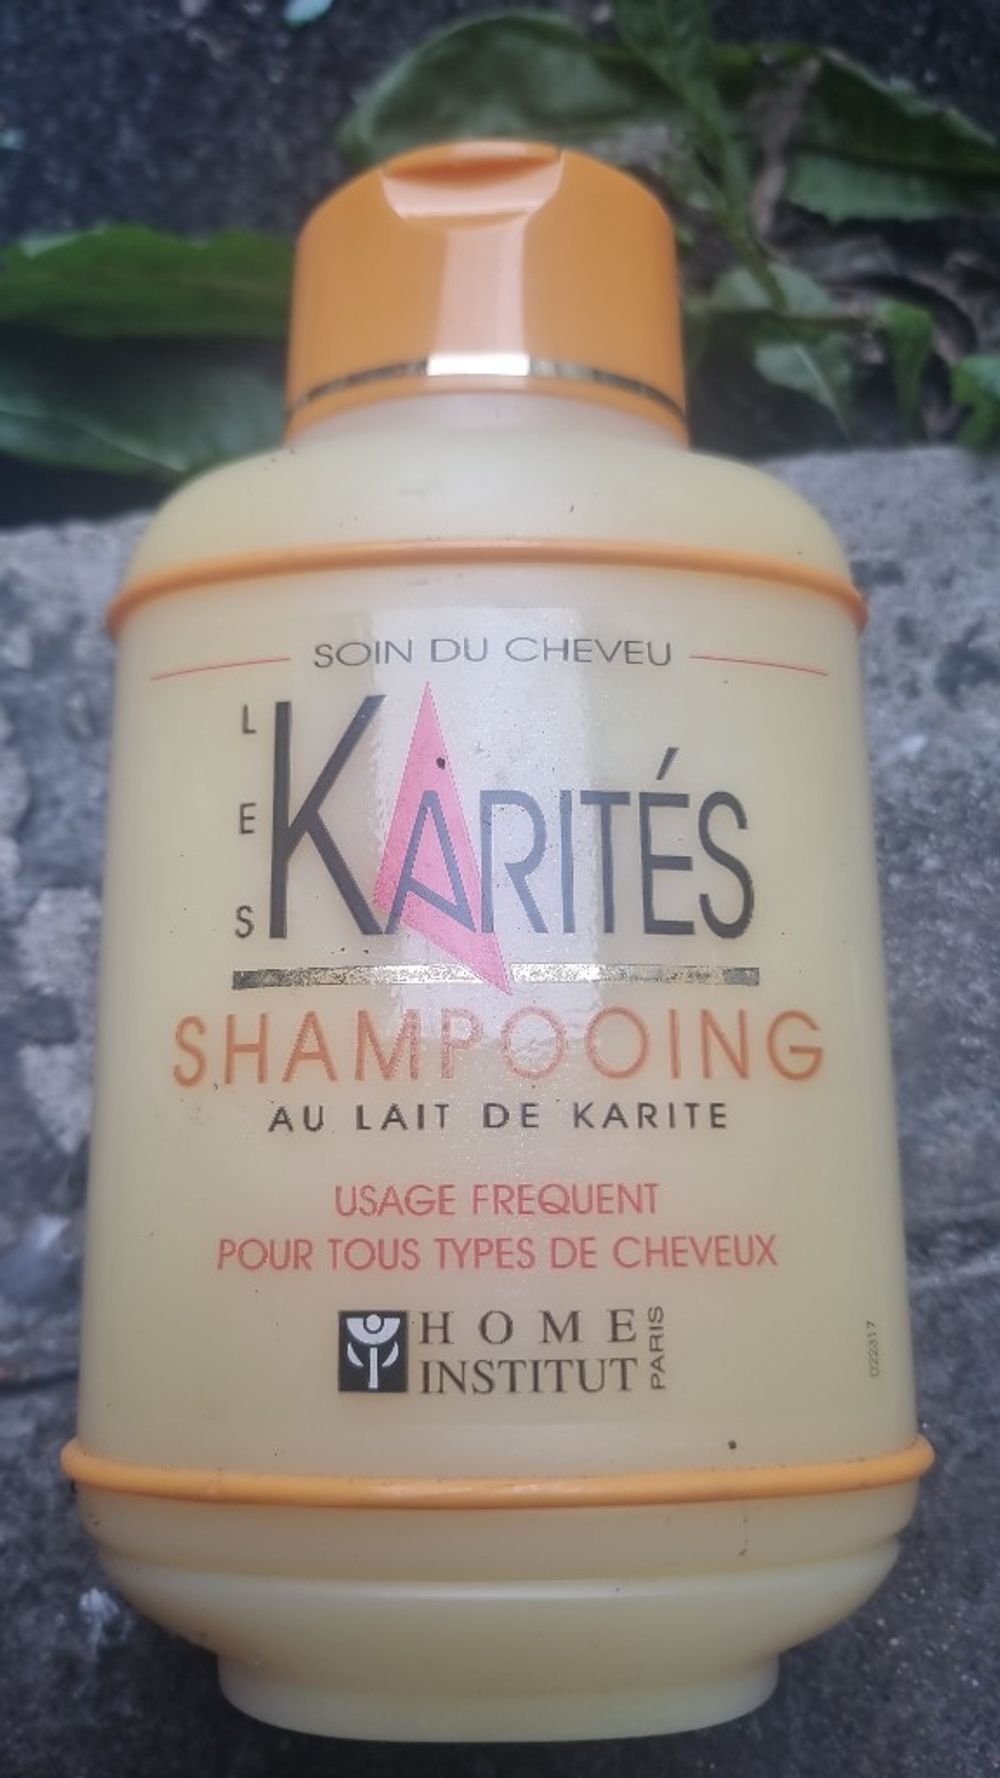 SOIN DU CHEVEU
LES KARITÉS
SHAMPOOING
AU LAIT DE KARITE
USAGE FREQUENT
POUR TOUS TYPES DE CHEVEUX
HOME
INSTITUT
PARIS
022317